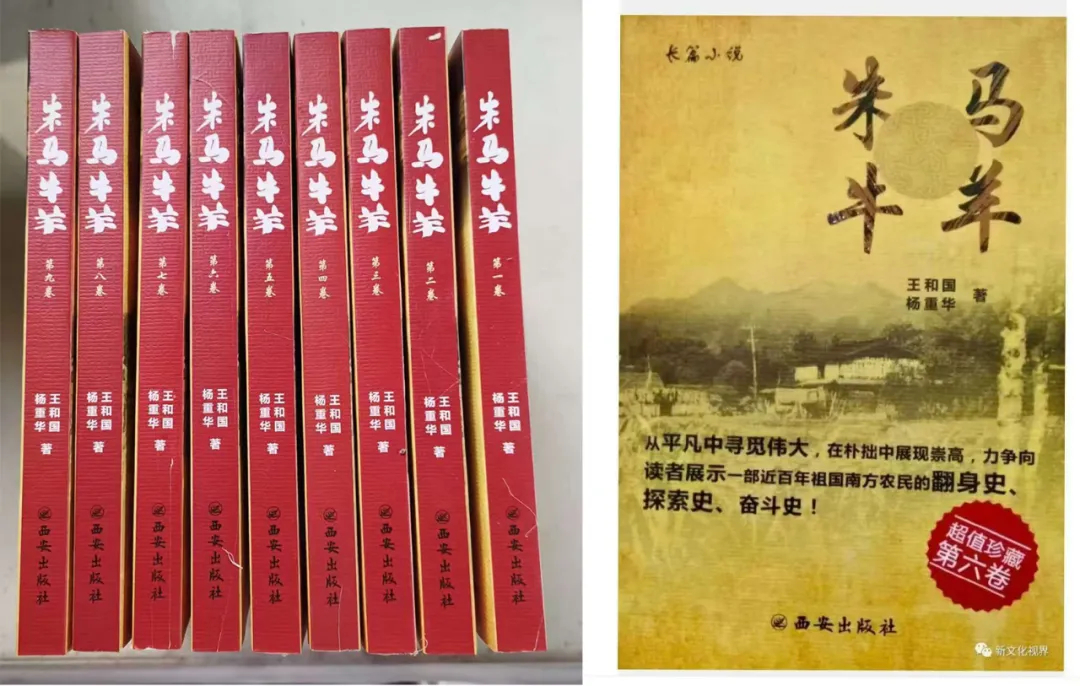 朱马牛羊 第九卷 王和国 杨重华 著 西安出版社
朱马牛羊 第八卷 王和国 杨重华 著 西安出版社
朱马牛羊 第七卷 王和国 杨重华 著 西安出版社
朱马牛羊 第六卷 王和国 杨重华 著 西安出版社
朱马牛羊 第五卷 王和国 杨重华 著 西安出版社
朱马牛羊 第四卷 王和国 杨重华 著 西安出版社
朱马牛羊 第三卷 王和国 杨重华 著 西安出版社
朱马牛羊 第二卷 王和国 杨重华 著 西安出版社
朱马牛羊 第一卷 王和国 杨重华 著 西安出版社
长篇小说
朱马
牛羊
王和国
杨重华 著
从平凡中寻觅伟大，在朴拙中展现崇高，力争向
读者展示一部近百年祖国南方农民的翻身史、
探索史、奋斗史！
超值珍藏
第六卷
西安出版社
新文化视界